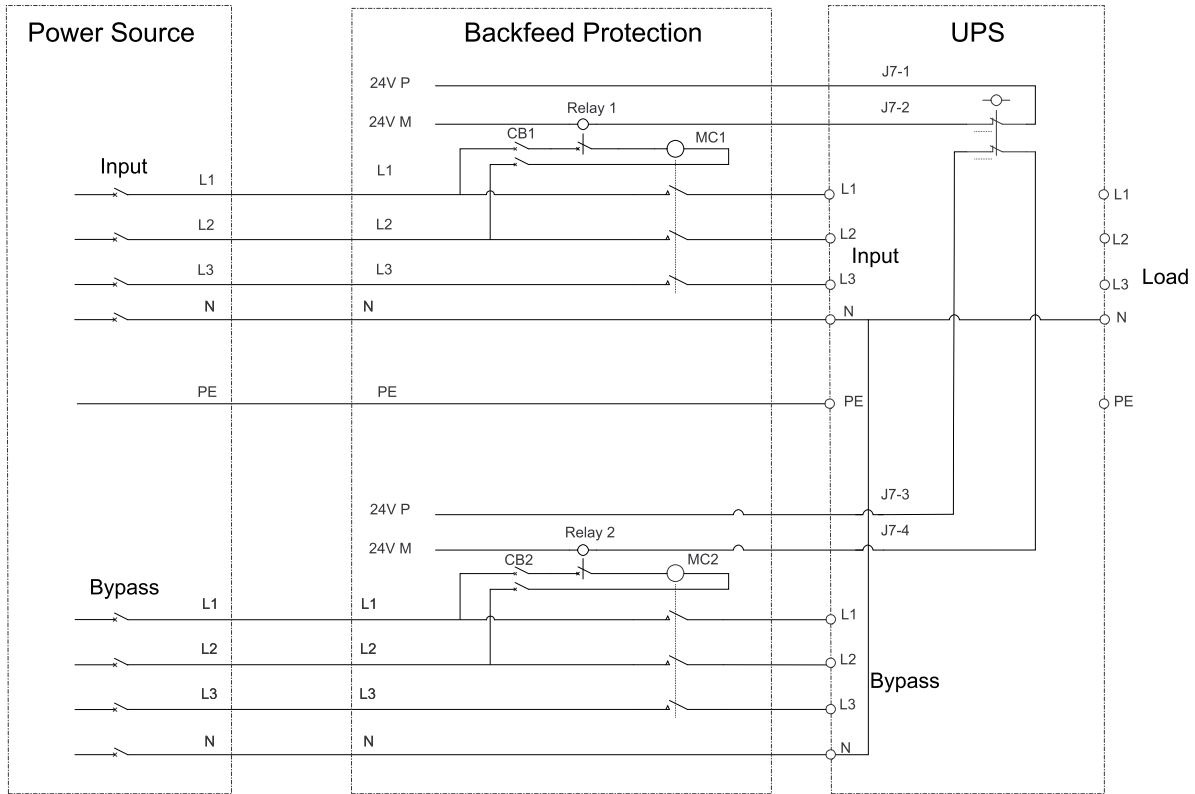 Power Source
Backfeed Protection
UPS
24V P
J7-1
Relay 1
24V M
J7-2
CB1
MC1
Input
L1
L1
L1
L1
L2
L2
L2
L2
Input
L3
L3
L3
L3
Load
N
N
N
N
PE
PE
PE
PE
24V P
J7-3
Relay 2
24V M
J7-4
CB2
MC2
Bypass
L1
L1
L1
L2
L2
L2
Bypass
L3
L3
L3
N
N
N